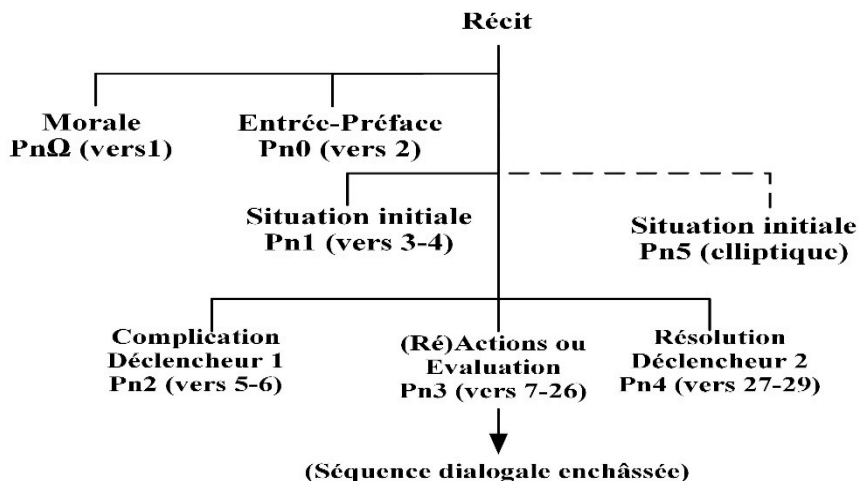 Récit
Morale
PnΩ (vers1)
Entrée-Préface
Pn0 (vers 2)
Situation initiale
Pn1 (vers 3-4)
Situation initiale
Pn5 (elliptique)
Complication
Déclencheur 1
Pn2 (vers 5-6)
(Ré)Actions ou
Evaluation
Pn3 (vers 7-26)
Résolution
Déclencheur 2
Pn4 (vers 27-29)
(Séquence dialogale enchâssée)